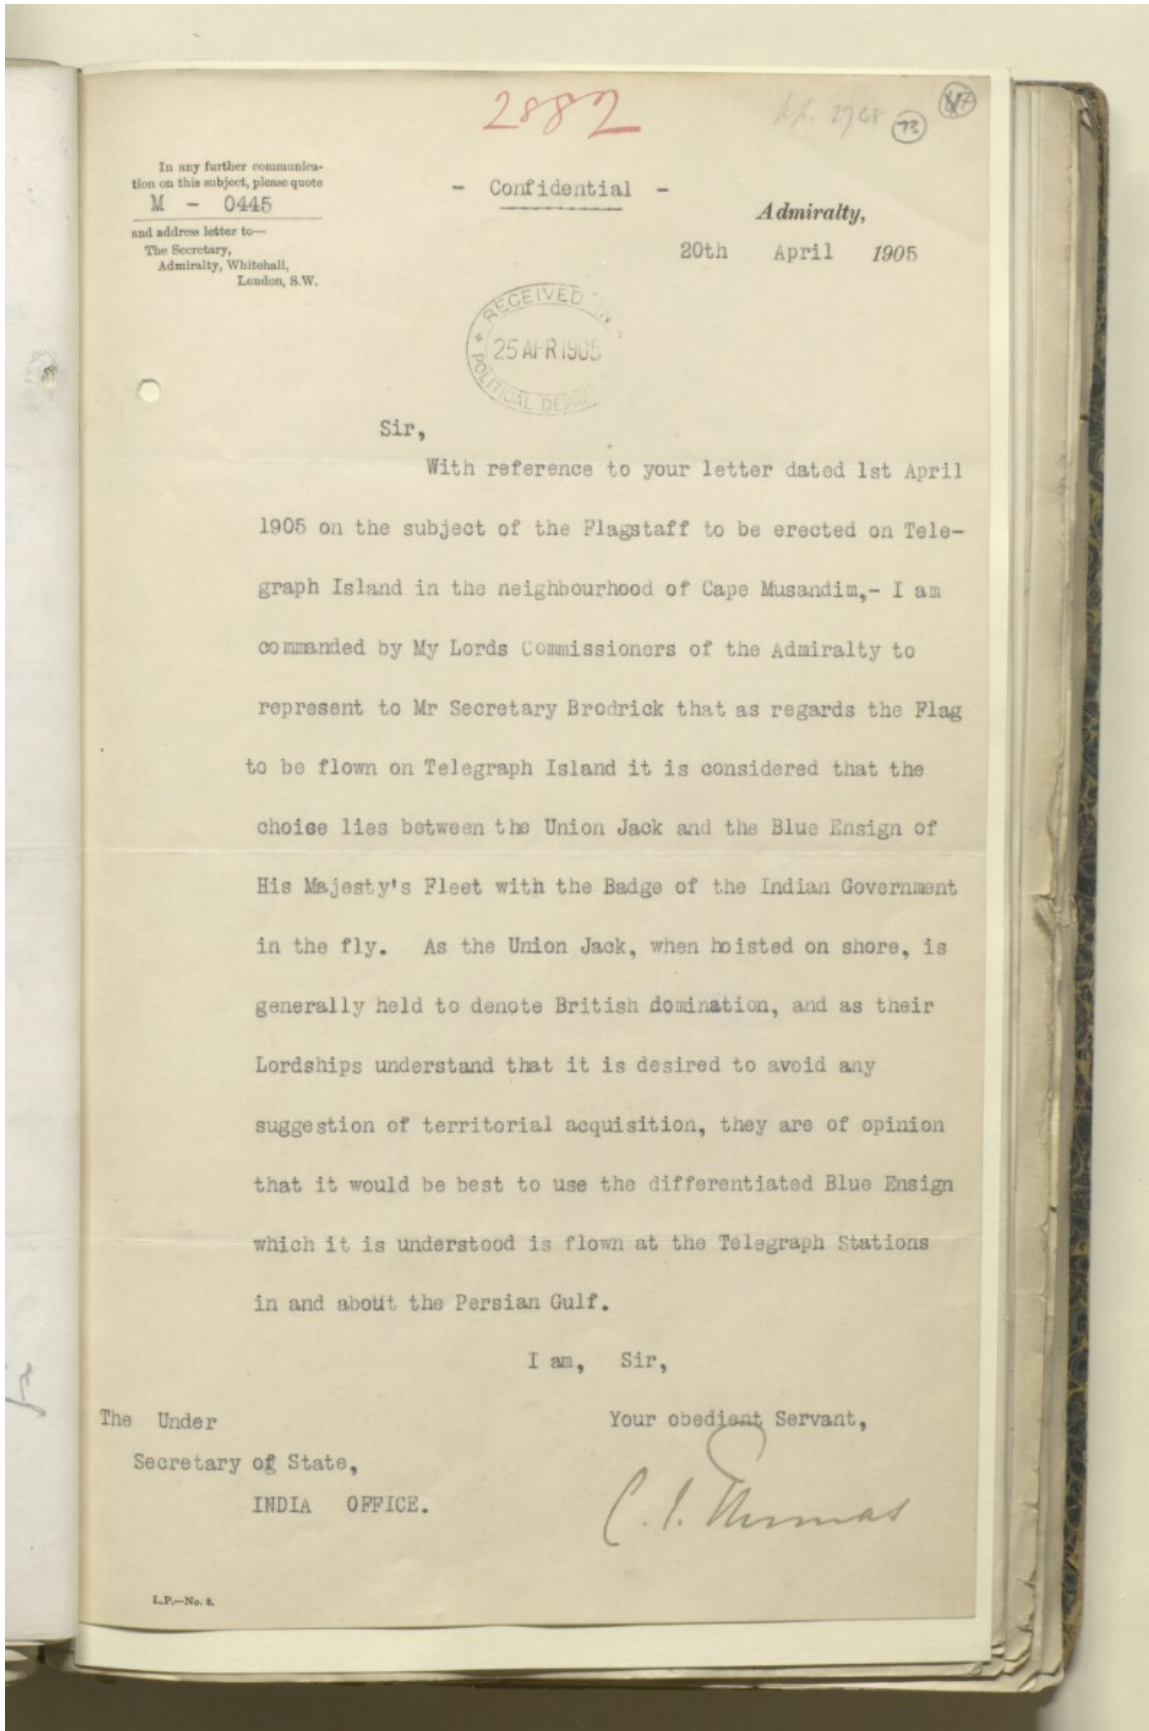 2882
73
In any further communica-
tion on this subject, please quote
M - 0445
and address letter to—
The Secretary,
Admiralty, Whitehall,
London, S.W.
- Confidential -
Admiralty,
20th April 1905
RECEIVED IN
25 APR 1905
POLITICAL DEPA
Sir,
With reference to your letter dated 1st April
1905 on the subject of the Flagstaff to be erected on Tele-
graph Island in the neighbourhood of Cape Musandim,- I am
commanded by My Lords Commissioners of the Admiralty to
represent to Mr Secretary Brodrick that as regards the Flag
to be flown on Telegraph Island it is considered that the
choice lies between the Union Jack and the Blue Ensign of
His Majesty's Fleet with the Badge of the Indian Government
in the fly. As the Union Jack, when hoisted on shore, is
generally held to denote British domination, and as their
Lordships understand that it is desired to avoid any
suggestion of territorial acquisition, they are of opinion
that it would be best to use the differentiated Blue Ensign
which it is understood is flown at the Telegraph Stations
in and about the Persian Gulf.
I am, Sir,
Your obedient Servant,
C. I. Thomas
The Under
Secretary of State,
INDIA OFFICE.
L.P.—No. 8.